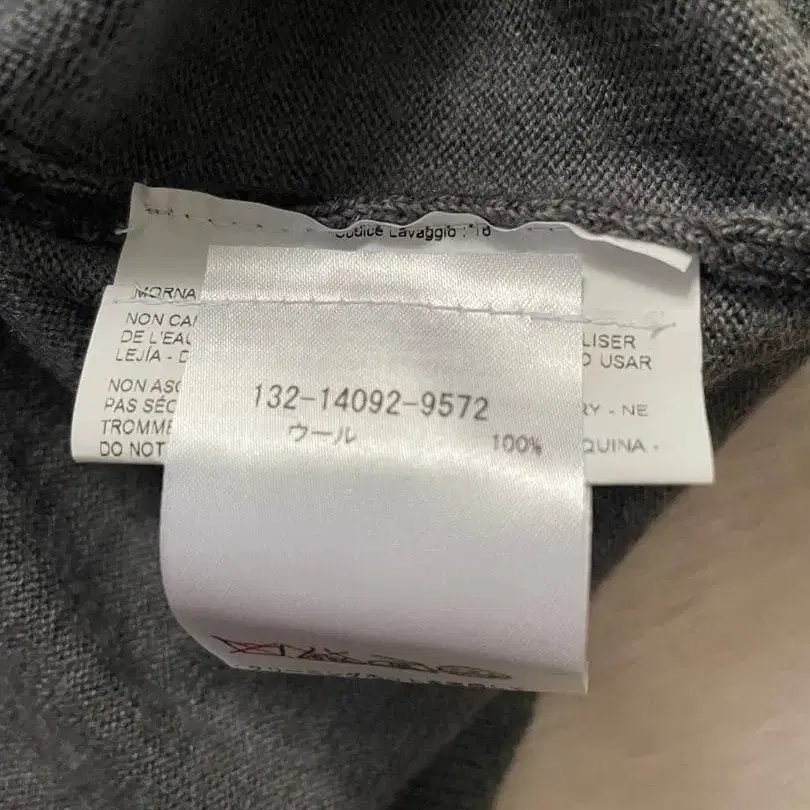 Codice Lavaggio : 18
MORNA
NON CA
DE L'EAU
LEJÍA - D
NON ASC
PAS SÉC
TROMME
DO NOT
LISER
O USAR
RY - NE
QUINA -
132-14092-9572
ウール 100%